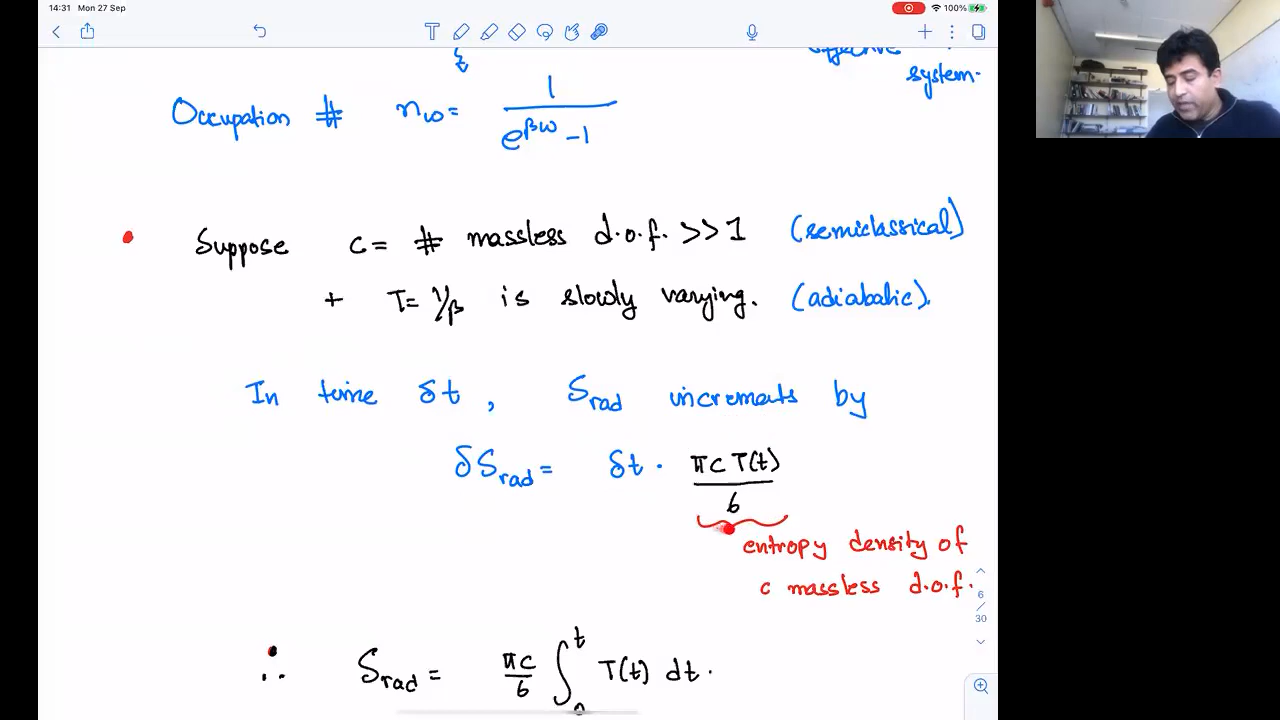 14:31 Mon 27 Sep
100%
effective
system.
Occupation # n_ω = 1 / (e^{βω} - 1)
• Suppose c = # massless d.o.f. >> 1 (semiclassical)
+ T = 1/β is slowly varying. (adiabatic).
In time δt, S_rad increments by
δS_rad = δt · πc T(t) / 6
entropy density of
c massless d.o.f.
6
/
30
∴ S_rad = πc/6 ∫_0^t T(t) dt.